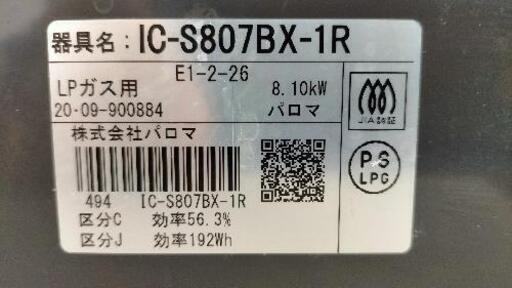 器具名：IC-S807BX-1R
E1-2-26
LPガス用 8.10kW
20·09-900884 パロマ
JIA認証
株式会社パロマ
PS
LPG
494 IC-S807BX-1R
区分C 効率56.3%
区分J 効率192Wh